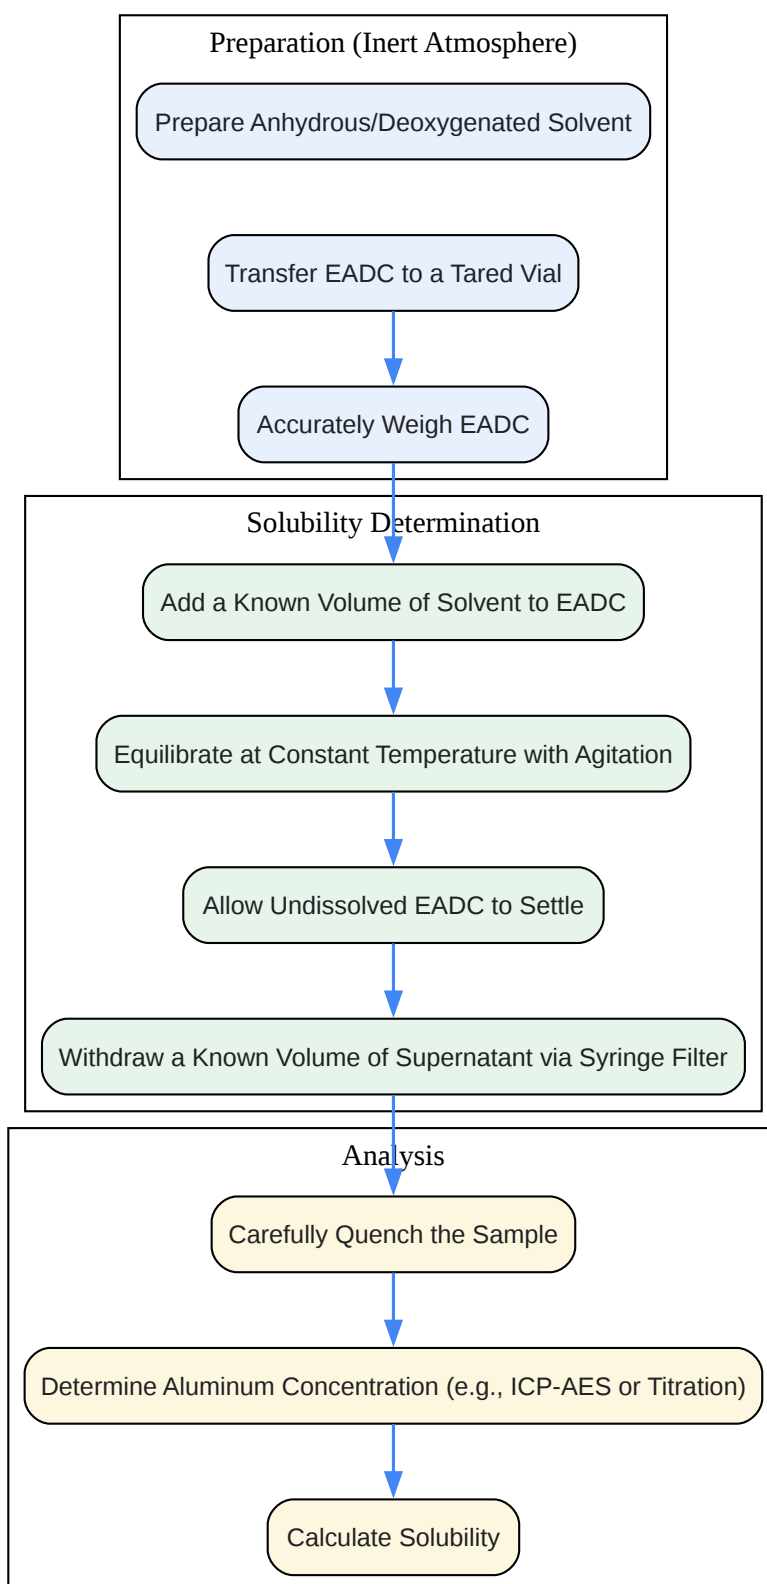 Preparation (Inert Atmosphere)
Prepare Anhydrous/Deoxygenated Solvent
Transfer EADC to a Tared Vial
Accurately Weigh EADC
Solubility Determination
Add a Known Volume of Solvent to EADC
Equilibrate at Constant Temperature with Agitation
Allow Undissolved EADC to Settle
Withdraw a Known Volume of Supernatant via Syringe Filter
Analysis
Carefully Quench the Sample
Determine Aluminum Concentration (e.g., ICP-AES or Titration)
Calculate Solubility